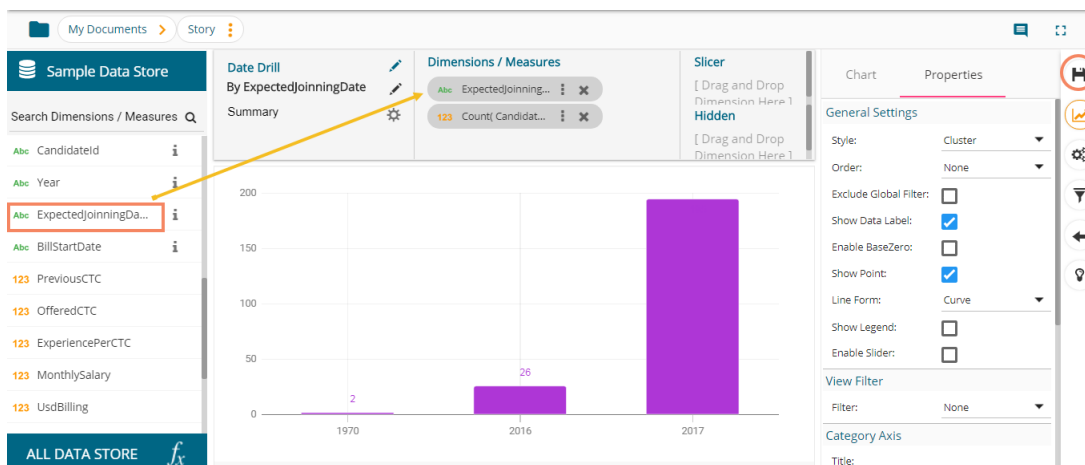 My Documents
Story
Sample Data Store
Search Dimensions / Measures
Abc CandidateId i
Abc Year i
Abc ExpectedJoinningDa... i
Abc BillStartDate i
123 PreviousCTC
123 OfferedCTC
123 ExperiencePerCTC
123 MonthlySalary
123 UsdBilling
ALL DATA STORE fx
Date Drill
By ExpectedJoinningDate
Summary
Dimensions / Measures
Abc ExpectedJoinning...
123 Count( Candidat...
Slicer
[ Drag and Drop
Dimension Here ]
Hidden
[ Drag and Drop
Dimension Here ]
200
150
100
50
0
2
26
1970
2016
2017
Chart
Properties
General Settings
Style: Cluster
Order: None
Exclude Global Filter:
Show Data Label:
Enable BaseZero:
Show Point:
Line Form: Curve
Show Legend:
Enable Slider:
View Filter
Filter: None
Category Axis
Title: